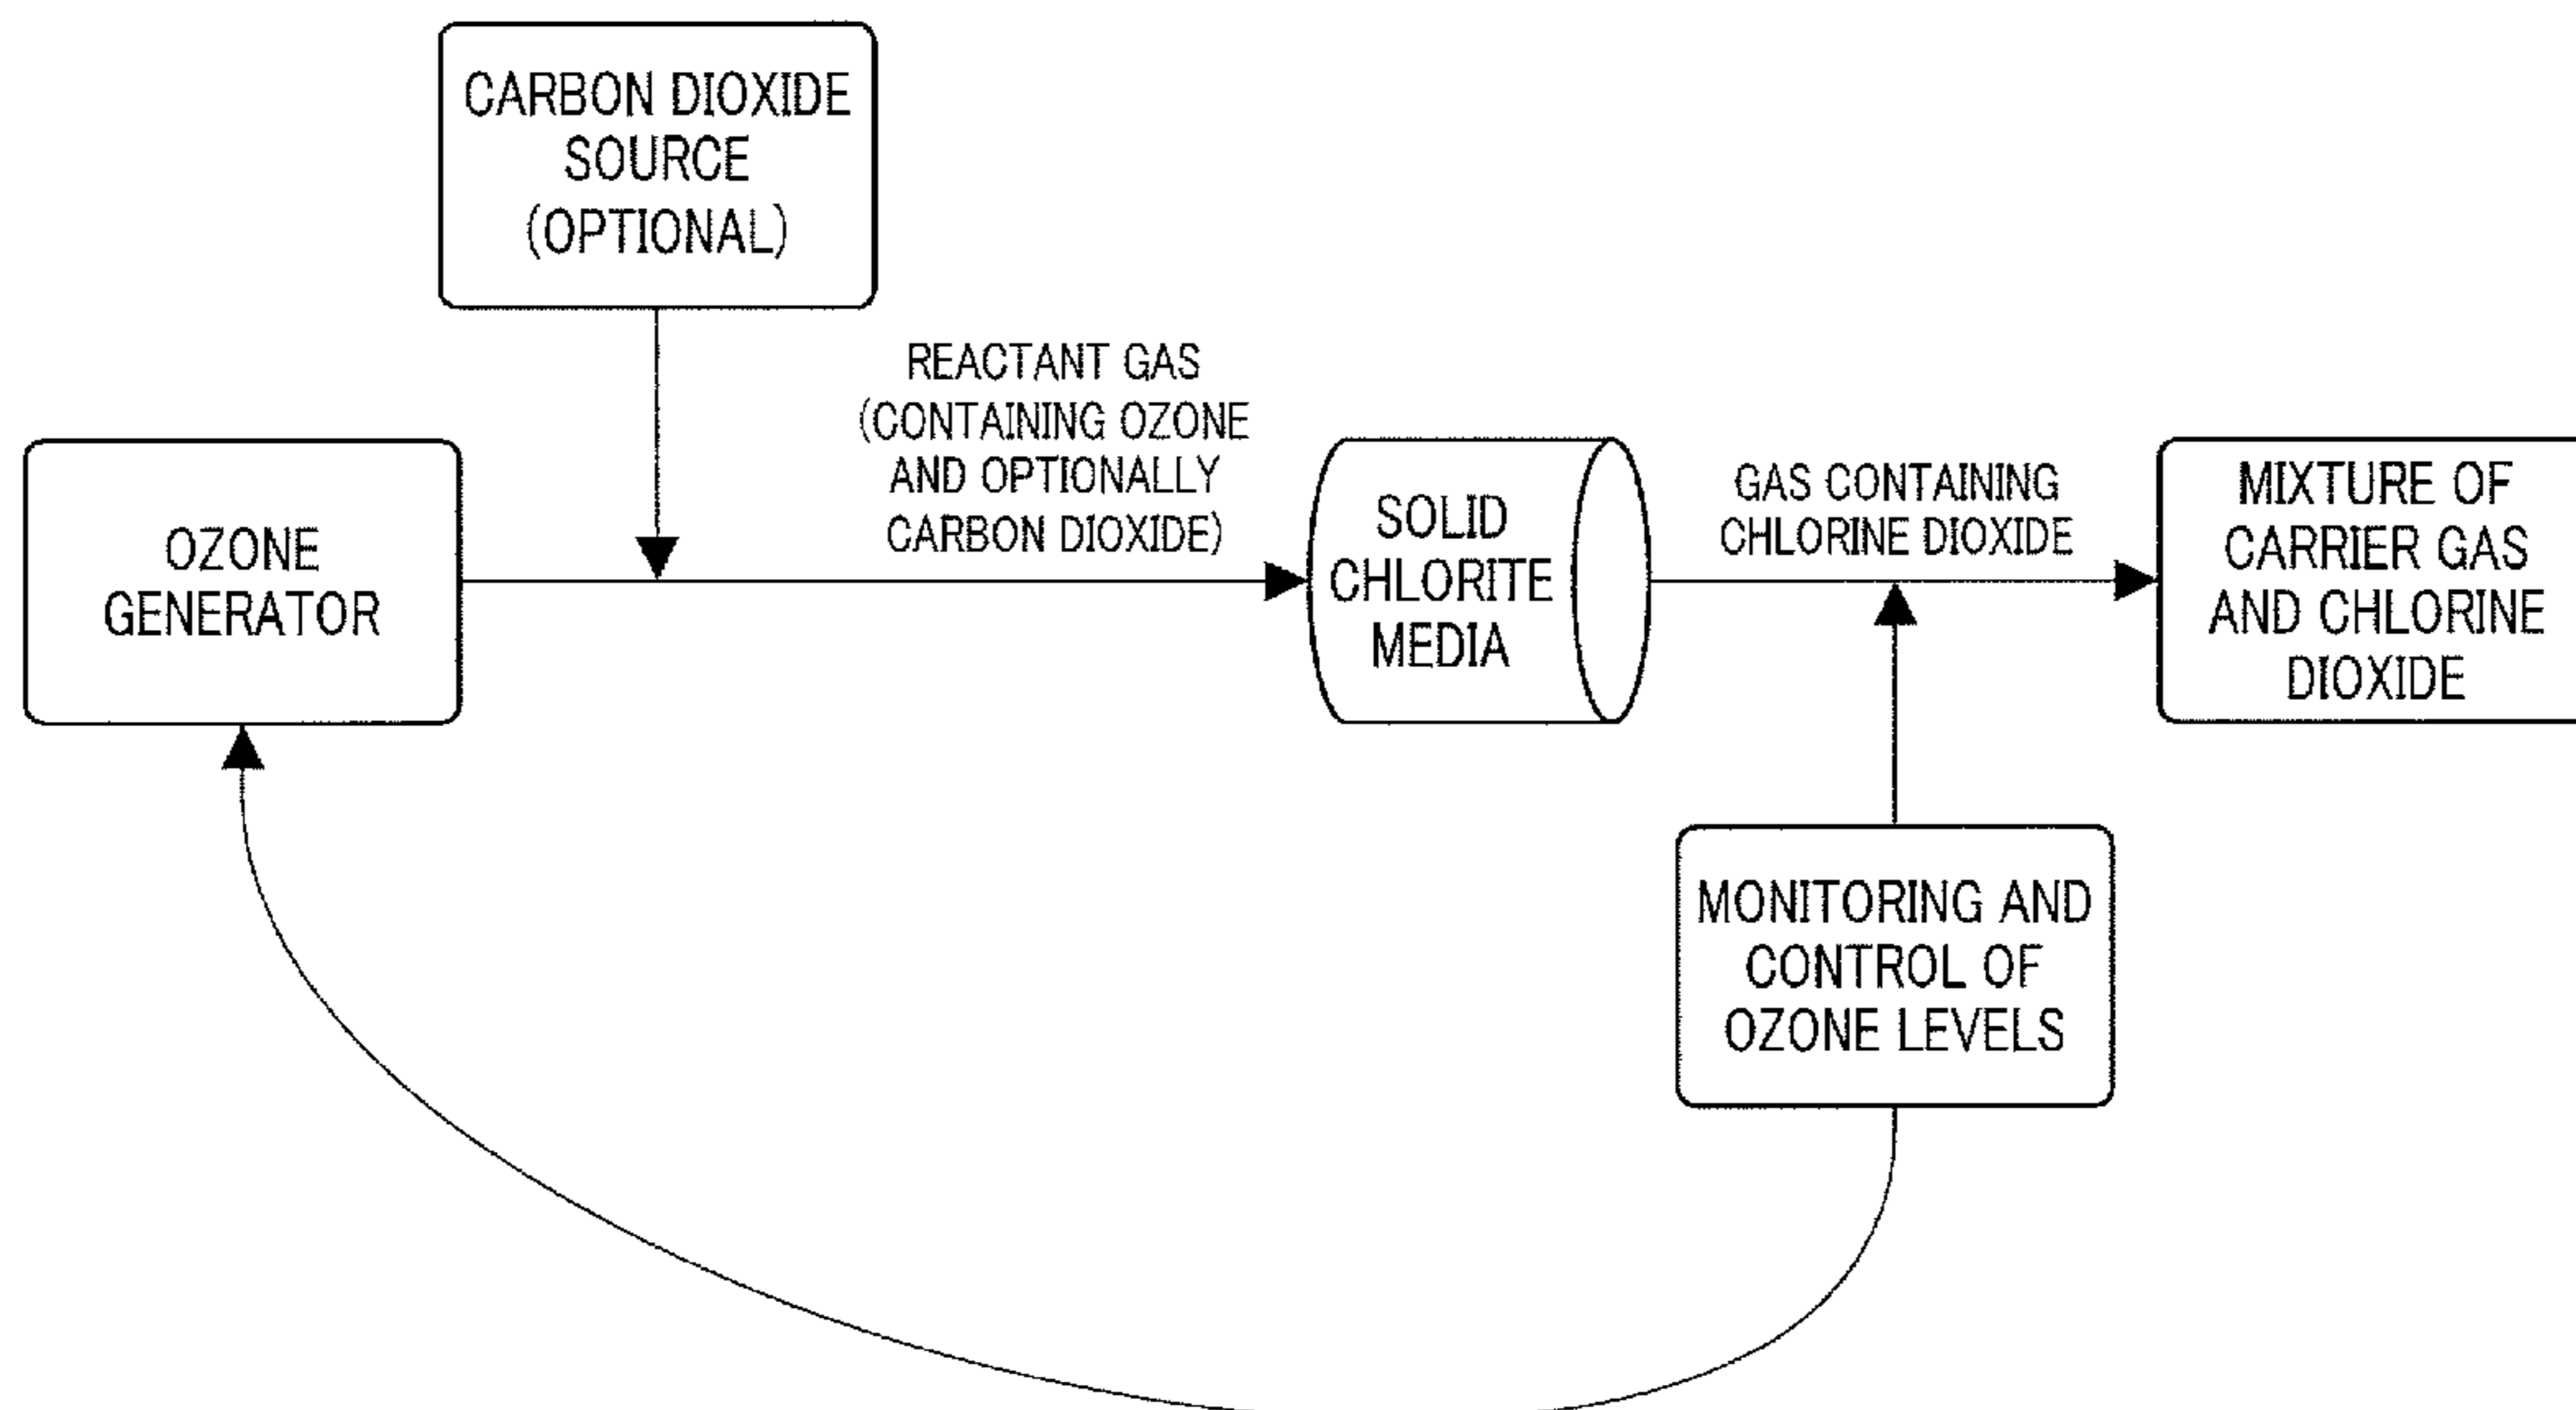 CARBON DIOXIDE
SOURCE
(OPTIONAL)
REACTANT GAS
(CONTAINING OZONE
AND OPTIONALLY
CARBON DIOXIDE)
OZONE
GENERATOR
SOLID
CHLORITE
MEDIA
GAS CONTAINING
CHLORINE DIOXIDE
MIXTURE OF
CARRIER GAS
AND CHLORINE
DIOXIDE
MONITORING AND
CONTROL OF
OZONE LEVELS